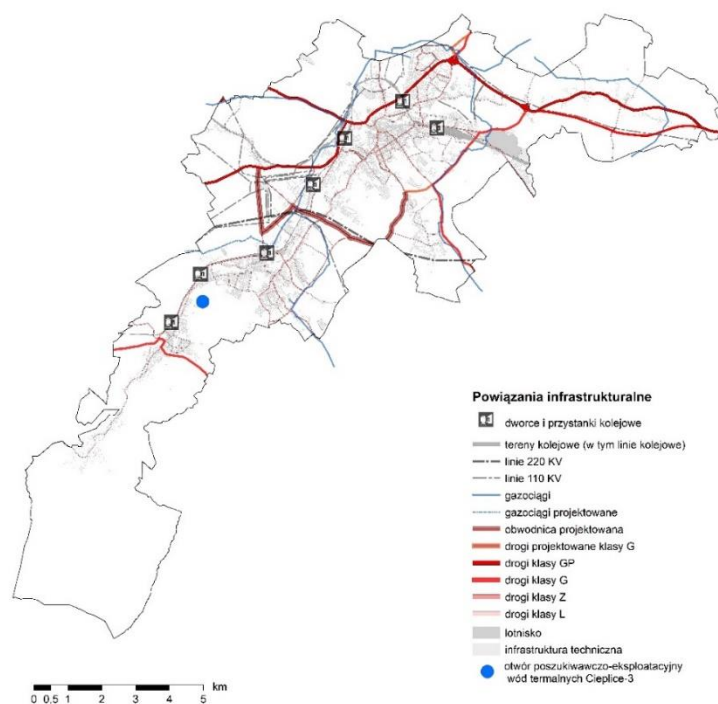 Powiązania infrastrukturalne
dworce i przystanki kolejowe
tereny kolejowe (w tym linie kolejowe)
linie 220 KV
linie 110 KV
gazociągi
gazociągi projektowane
obwodnica projektowana
drogi projektowane klasy G
drogi klasy GP
drogi klasy G
drogi klasy Z
drogi klasy L
lotnisko
infrastruktura techniczna
otwór poszukiwawczo-eksploatacyjny
wód termalnych Cieplice-3
km
0 0,5 1 2 3 4 5